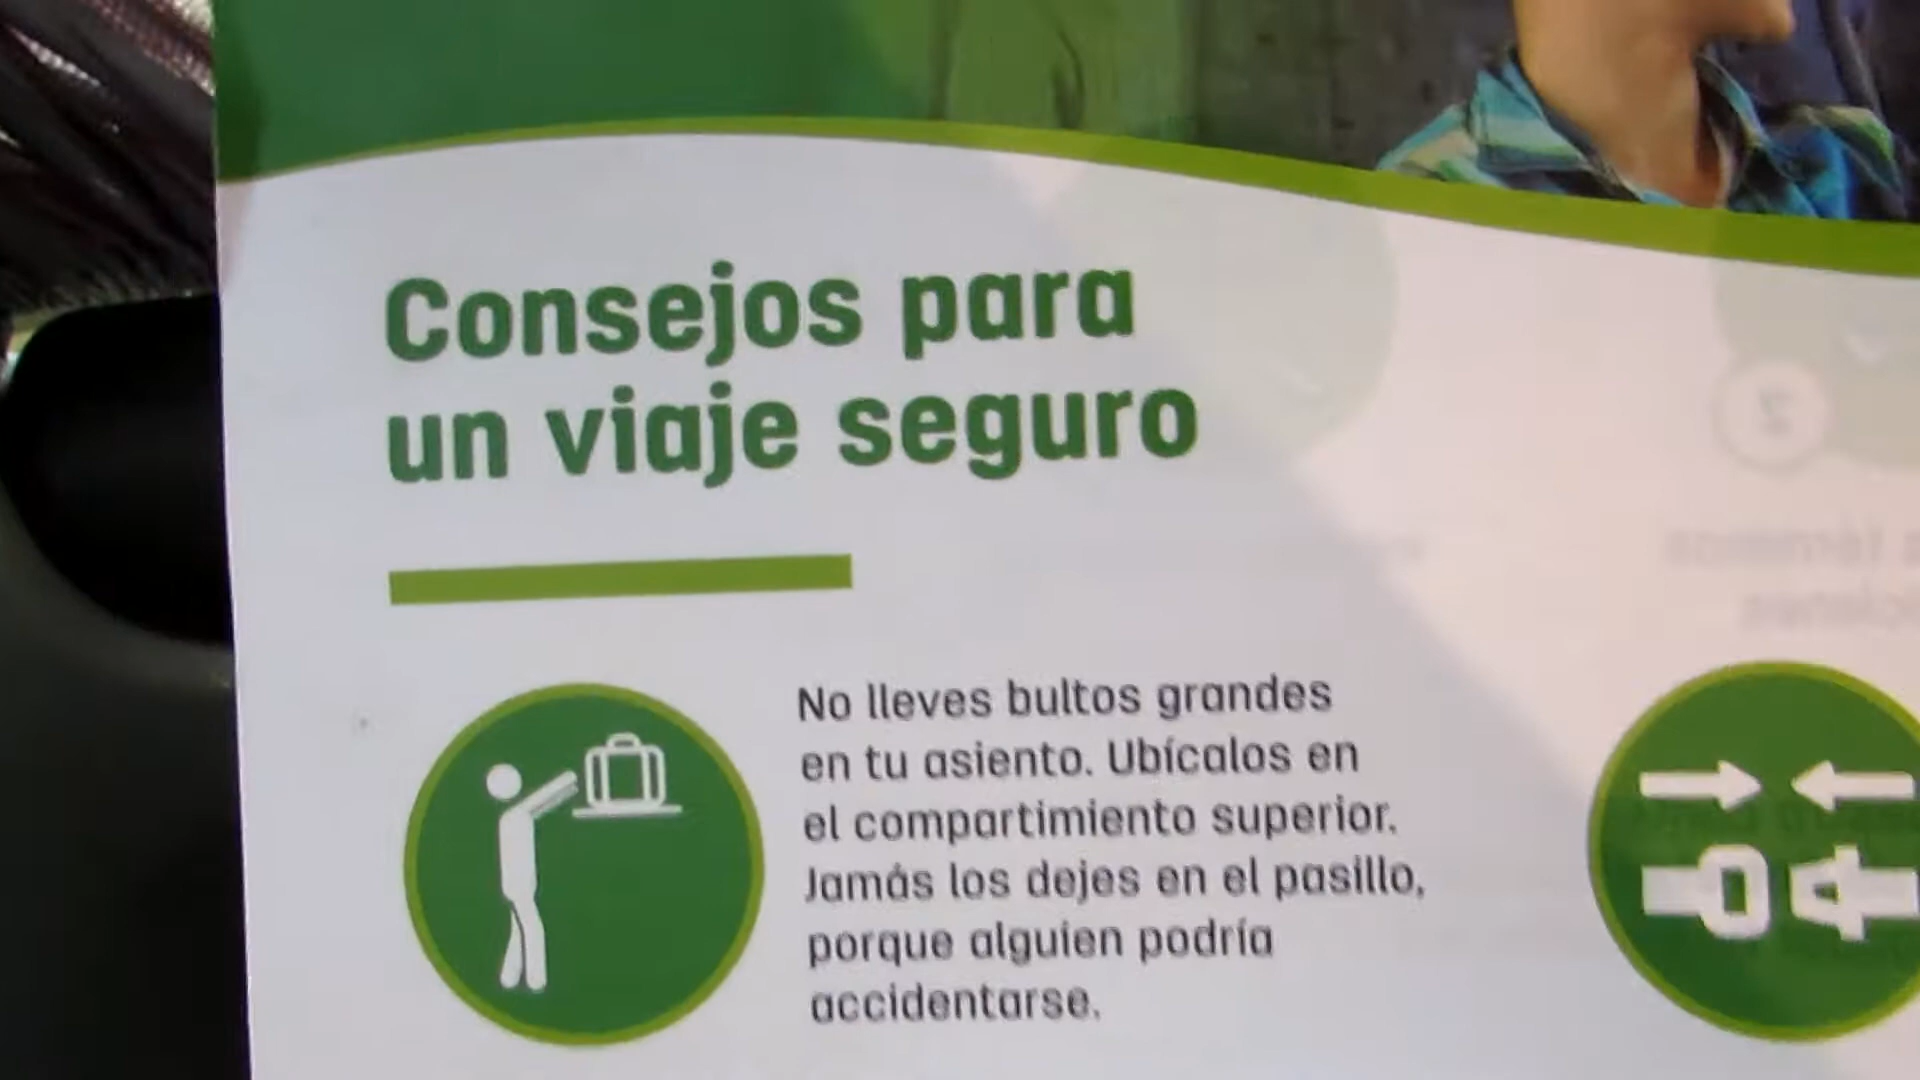 Consejos para
un viaje seguro
No lleves bultos grandes
en tu asiento. Ubícalos en
el compartimiento superior.
Jamás los dejes en el pasillo,
porque alguien podría
accidentarse.